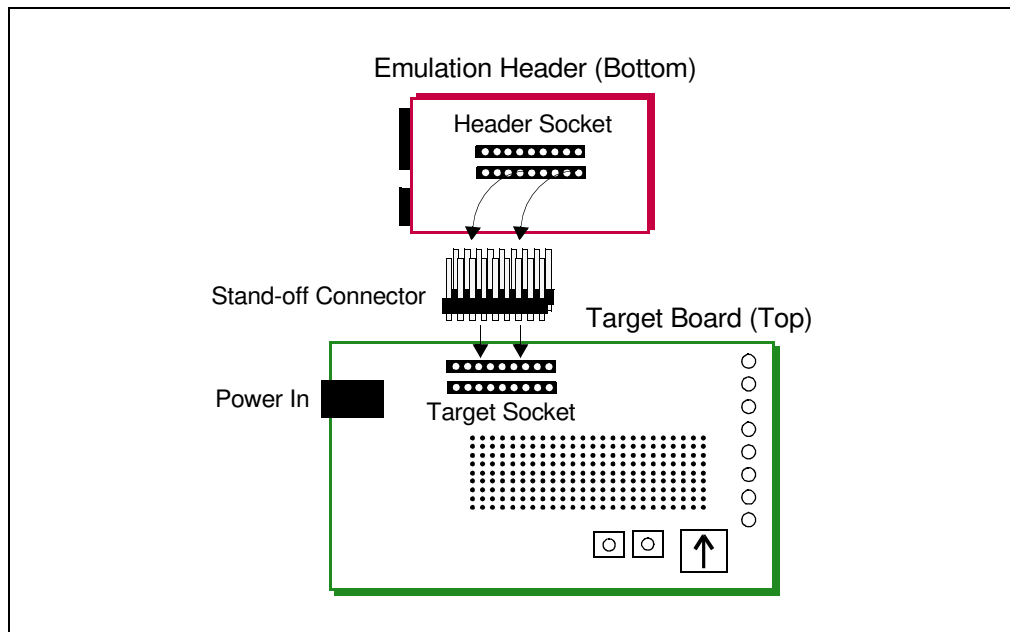 Emulation Header (Bottom)
Header Socket
Stand-off Connector
Target Board (Top)
Power In
Target Socket